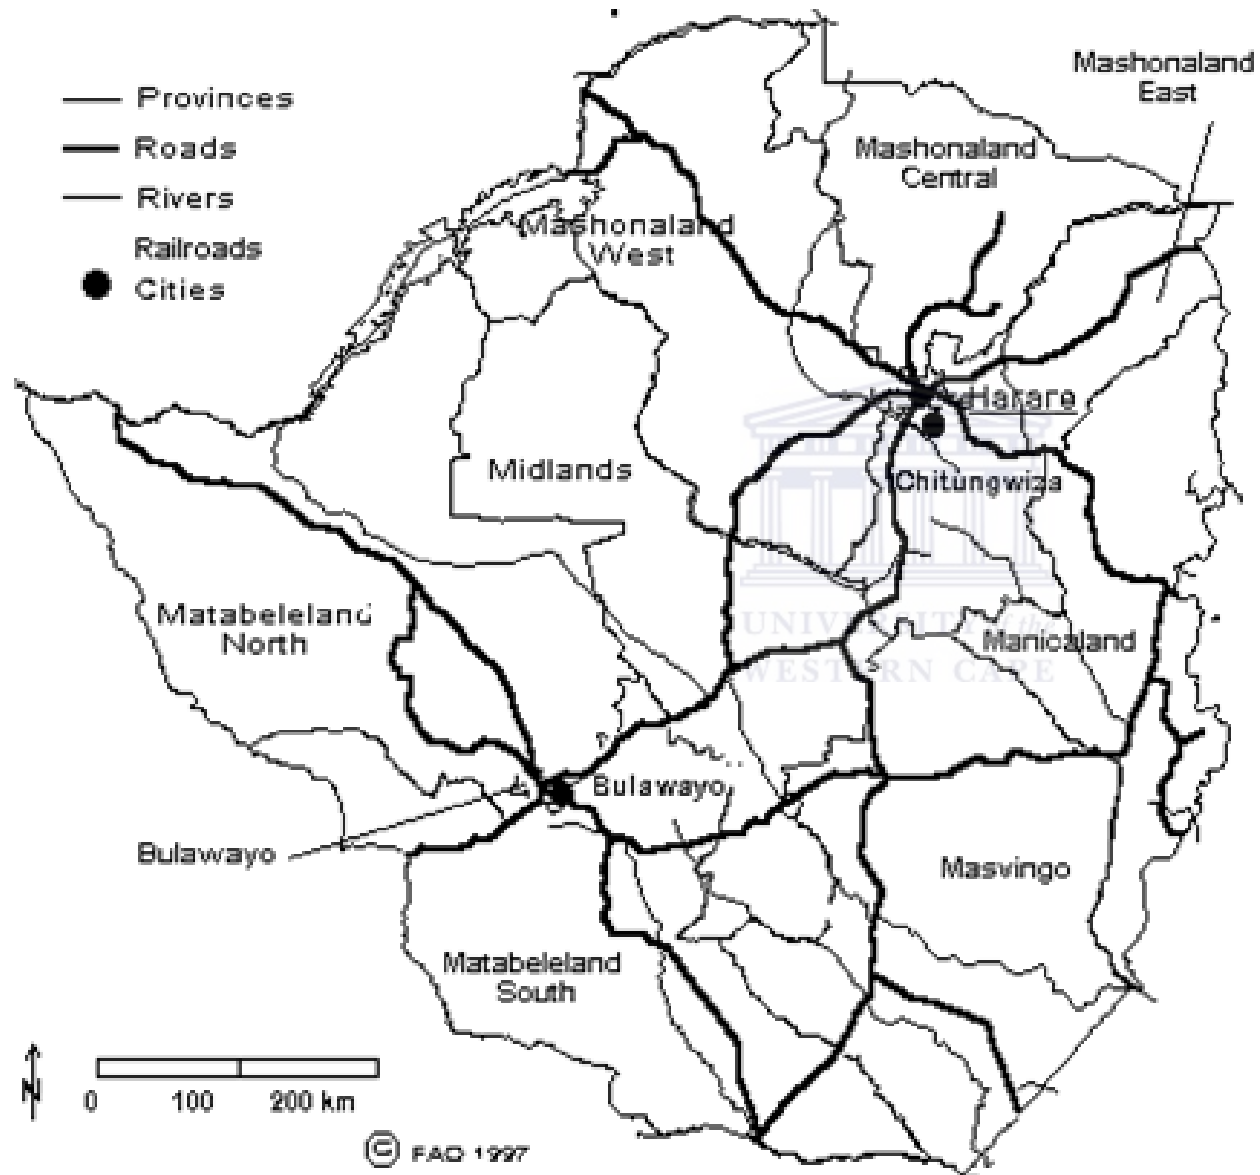 Provinces
Roads
Rivers
Railroads
Cities
Mashonaland
East
Mashonaland
Central
Mashonaland
West
Harare
Chitungwiza
Midlands
Matabeleland
North
UNIVERSITY of the
WESTERN CAPE
Manicaland
Bulawayo
Bulawayo
Masvingo
Matabeleland
South
N
0 100 200 km
© FAO 1997